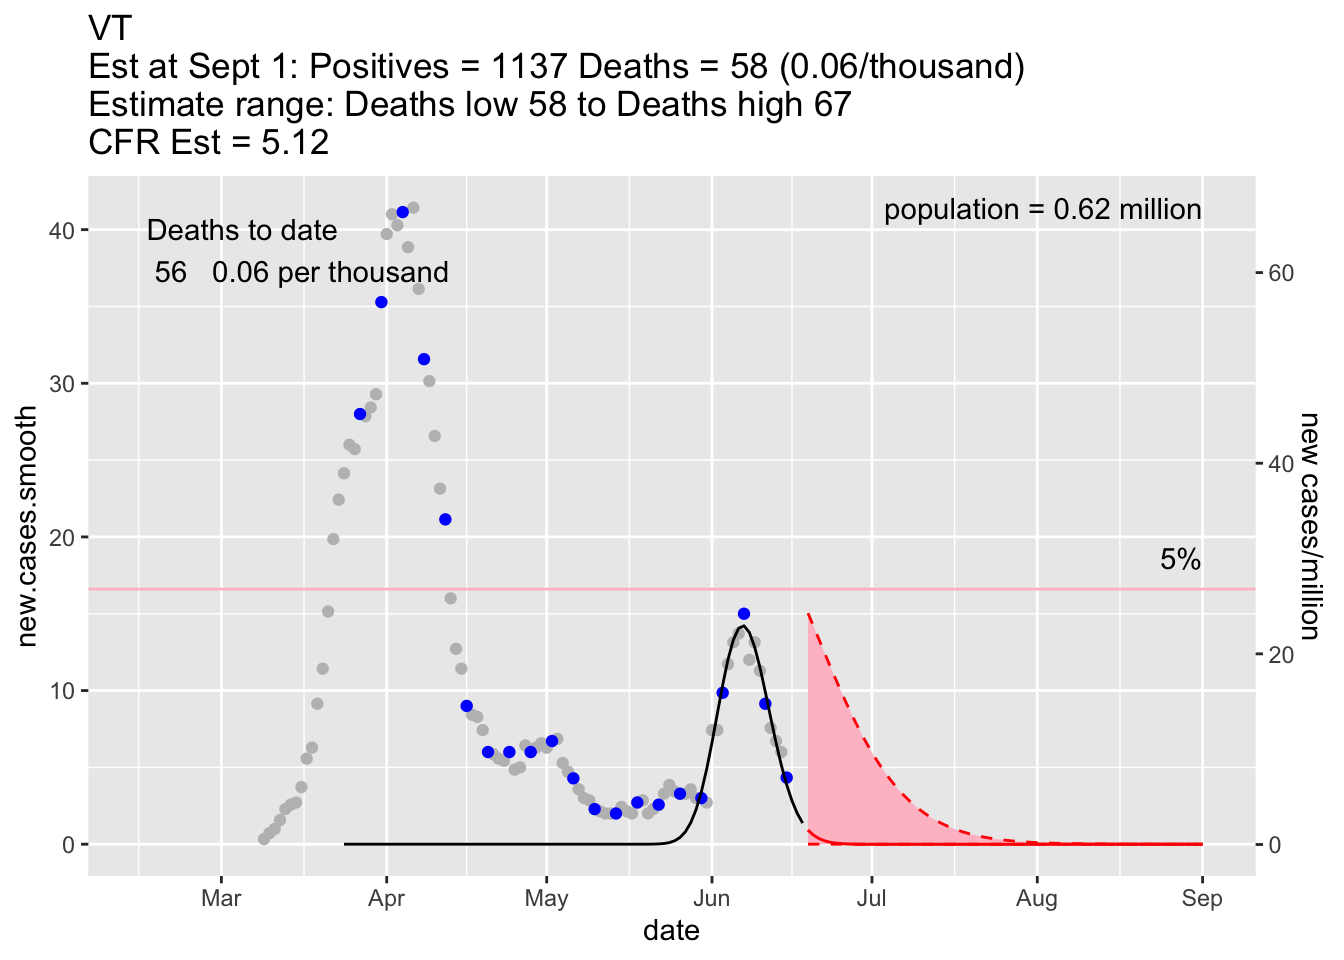 VT
Est at Sept 1: Positives = 1137 Deaths = 58 (0.06/thousand)
Estimate range: Deaths low 58 to Deaths high 67
CFR Est = 5.12
population = 0.62 million
Deaths to date
56 0.06 per thousand
5%
40
30
20
10
0
new.cases.smooth
60
40
20
0
new cases/million
Mar
Apr
May
Jun
Jul
Aug
Sep
date